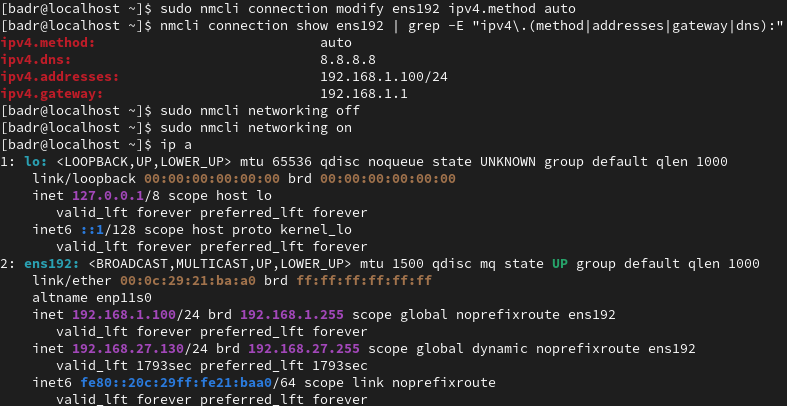 [badr@localhost ~]$ sudo nmcli connection modify ens192 ipv4.method auto
[badr@localhost ~]$ nmcli connection show ens192 | grep -E "ipv4\.(method|addresses|gateway|dns):"
ipv4.method: auto
ipv4.dns: 8.8.8.8
ipv4.addresses: 192.168.1.100/24
ipv4.gateway: 192.168.1.1
[badr@localhost ~]$ sudo nmcli networking off
[badr@localhost ~]$ sudo nmcli networking on
[badr@localhost ~]$ ip a
1: lo: <LOOPBACK,UP,LOWER_UP> mtu 65536 qdisc noqueue state UNKNOWN group default qlen 1000
    link/loopback 00:00:00:00:00:00 brd 00:00:00:00:00:00
    inet 127.0.0.1/8 scope host lo
       valid_lft forever preferred_lft forever
    inet6 ::1/128 scope host proto kernel_lo
       valid_lft forever preferred_lft forever
2: ens192: <BROADCAST,MULTICAST,UP,LOWER_UP> mtu 1500 qdisc mq state UP group default qlen 1000
    link/ether 00:0c:29:21:ba:a0 brd ff:ff:ff:ff:ff:ff
    altname enp11s0
    inet 192.168.1.100/24 brd 192.168.1.255 scope global noprefixroute ens192
       valid_lft forever preferred_lft forever
    inet 192.168.27.130/24 brd 192.168.27.255 scope global dynamic noprefixroute ens192
       valid_lft 1793sec preferred_lft 1793sec
    inet6 fe80::20c:29ff:fe21:baa0/64 scope link noprefixroute
       valid_lft forever preferred_lft forever